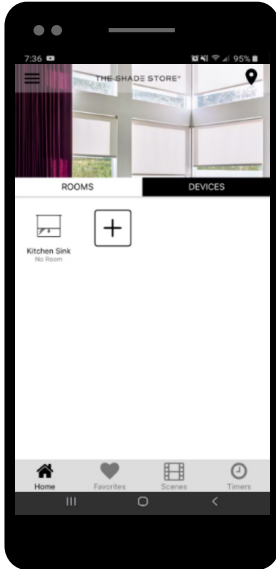 7:36 95%
THE SHADE STORE®
ROOMS DEVICES
Kitchen Sink
No Room
Home Favorites Scenes Timers